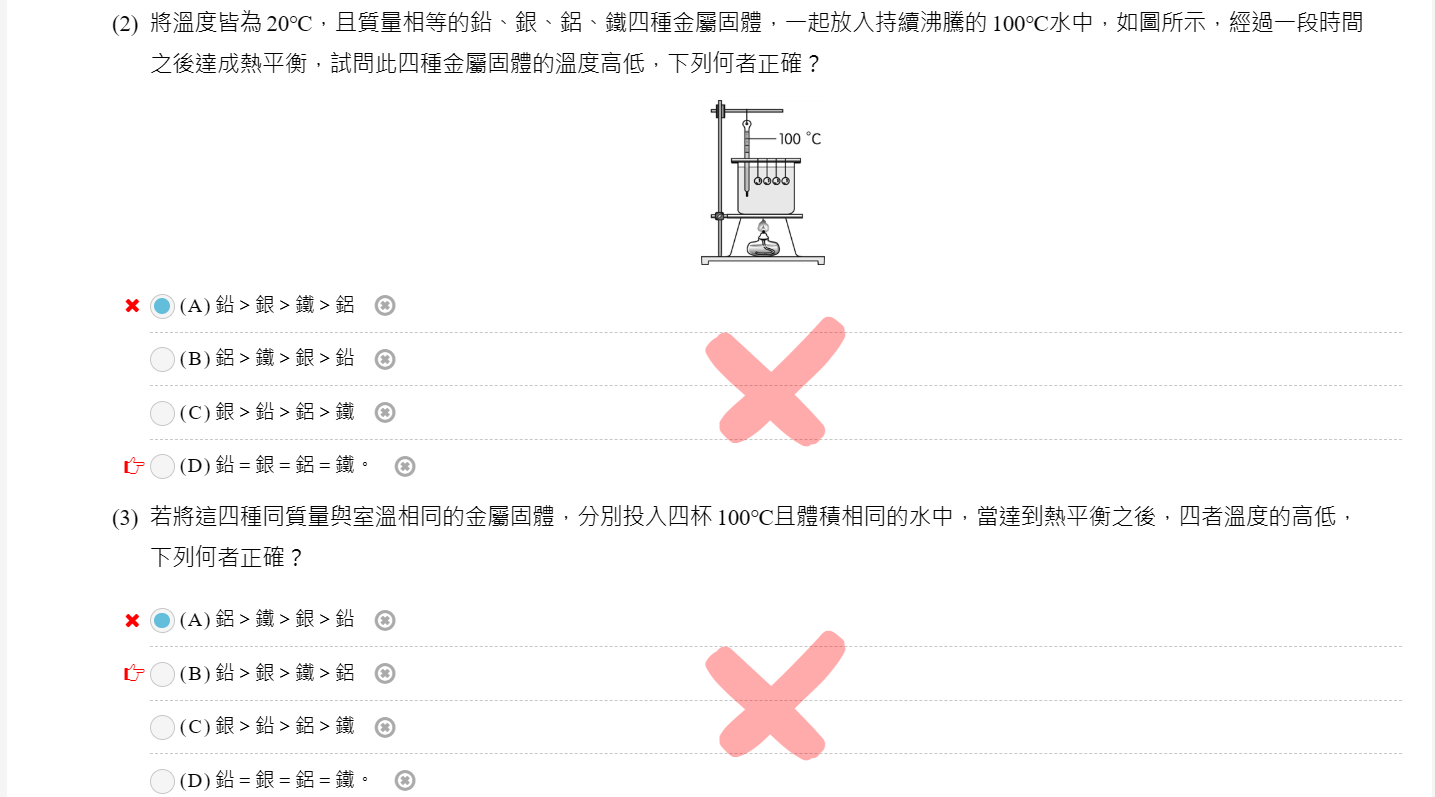 (2) 將溫度皆為 20℃，且質量相等的鉛、銀、鋁、鐵四種金屬固體，一起放入持續沸騰的 100℃水中，如圖所示，經過一段時間
之後達成熱平衡，試問此四種金屬固體的溫度高低，下列何者正確？
100 °C
(A) 鉛 > 銀 > 鐵 > 鋁
(B) 鋁 > 鐵 > 銀 > 鉛
(C) 銀 > 鉛 > 鋁 > 鐵
(D) 鉛 = 銀 = 鋁 = 鐵。
(3) 若將這四種同質量與室溫相同的金屬固體，分別投入四杯 100℃且體積相同的水中，當達到熱平衡之後，四者溫度的高低，
下列何者正確？
(A) 鋁 > 鐵 > 銀 > 鉛
(B) 鉛 > 銀 > 鐵 > 鋁
(C) 銀 > 鉛 > 鋁 > 鐵
(D) 鉛 = 銀 = 鋁 = 鐵。